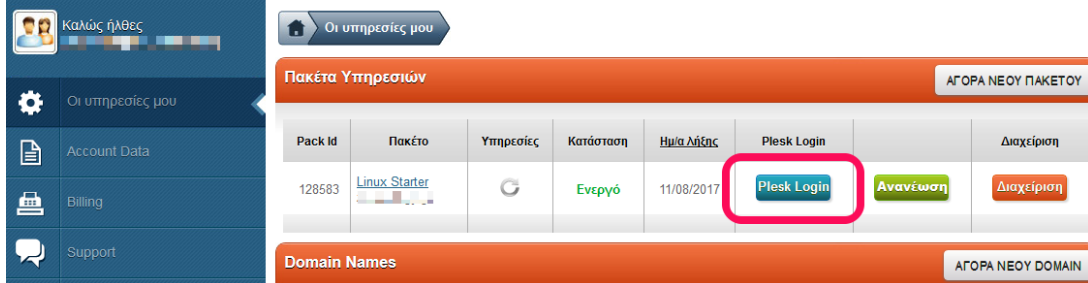 Καλώς ήλθες
Οι υπηρεσίες μου
Account Data
Billing
Support
Οι υπηρεσίες μου
Πακέτα Υπηρεσιών
ΑΓΟΡΑ ΝΕΟΥ ΠΑΚΕΤΟΥ
Pack Id Πακέτο Υπηρεσίες Κατάσταση Ημ/α Λήξης Plesk Login Διαχείριση
128583 Linux Starter Ενεργό 11/08/2017 Plesk Login Ανανέωση Διαχείριση
Domain Names
ΑΓΟΡΑ ΝΕΟΥ DOMAIN